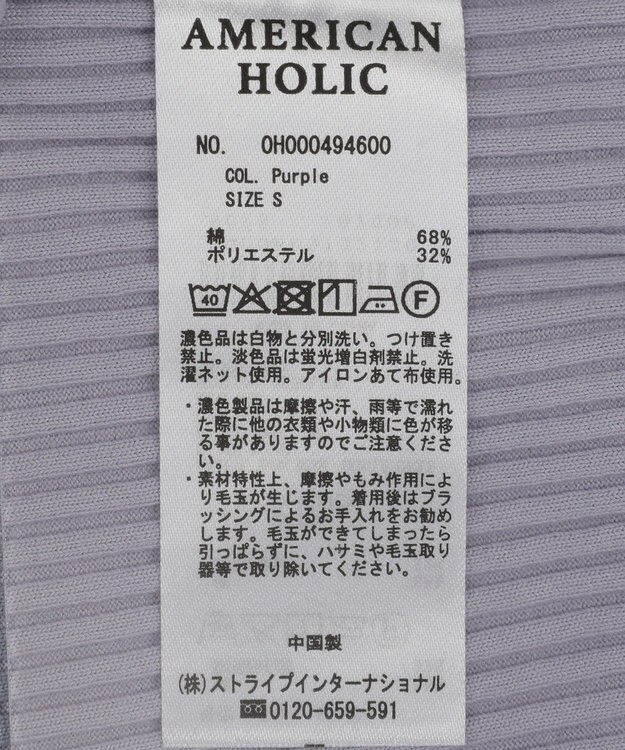 AMERICAN
HOLIC
NO. 0H000494600
COL. Purple
SIZE S
綿 68%
ポリエステル 32%
40 F
濃色品は白物と分別洗い。つけ置き
禁止。淡色品は蛍光増白剤禁止。洗
濯ネット使用。アイロンあて布使用。
・濃色製品は摩擦や汗、雨等で濡れ
た際に他の衣類や小物類に色が移
る事がありますのでご注意くださ
い。
・素材特性上、摩擦やもみ作用によ
り毛玉が生じます。着用後はブラ
ッシングによるお手入れをお勧め
します。毛玉ができてしまったら
引っぱらずに、ハサミや毛玉取り
器等で取り除いてください。
中国製
(株)ストライプインターナショナル
0120-659-591